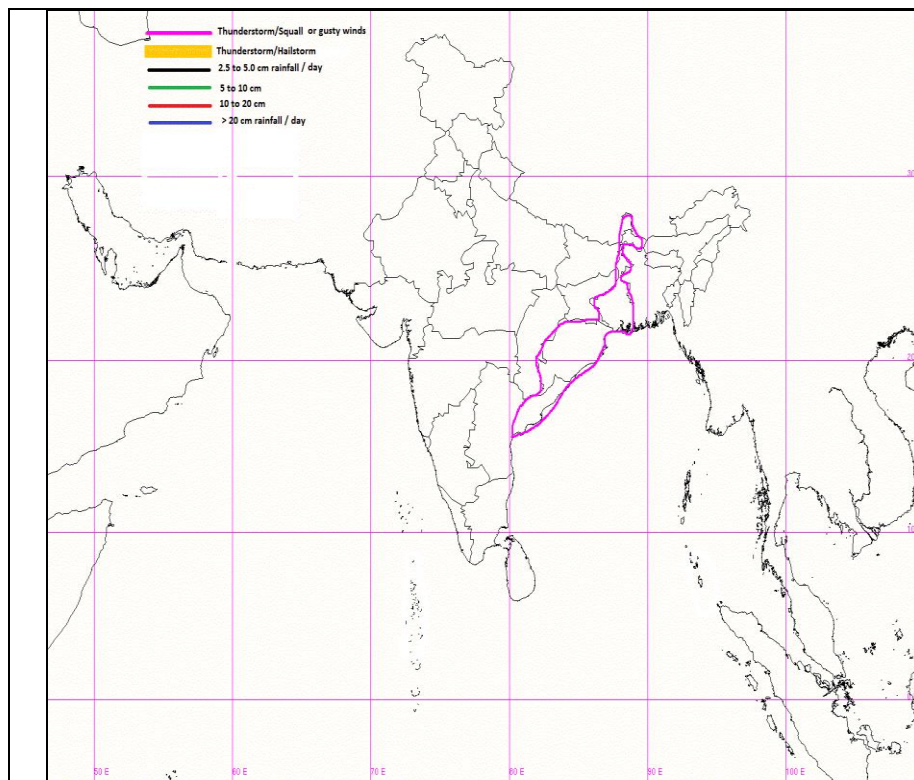 Thunderstorm/Squall or gusty winds
Thunderstorm/Hailstorm
2.5 to 5.0 cm rainfall / day
5 to 10 cm
10 to 20 cm
> 20 cm rainfall / day
50 E 60 E 70 E 80 E 90 E 100 E